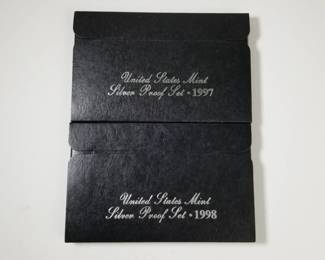 United States Mint
Silver Proof Set • 1997
United States Mint
Silver Proof Set • 1998